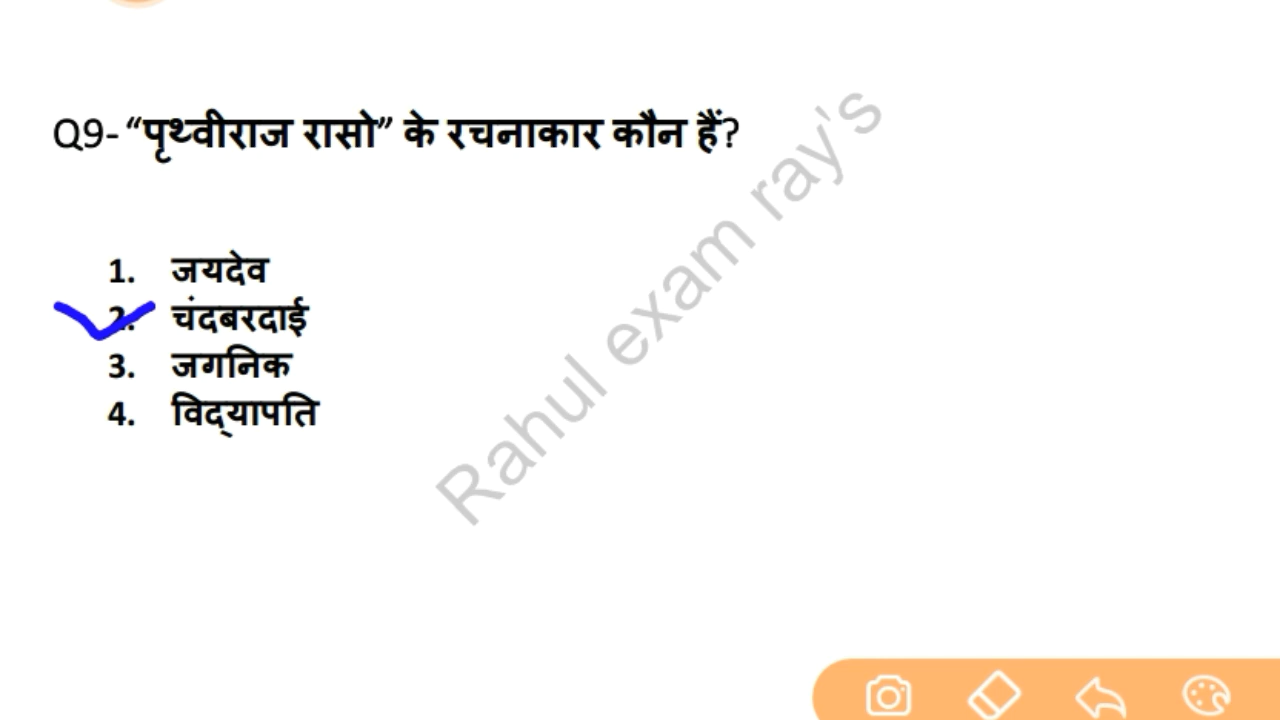 Q9- “पृथ्वीराज रासो” के रचनाकार कौन हैं?
1. जयदेव
2. चंदबरदाई
3. जगनिक
4. विद्यापति
Rahul exam ray's